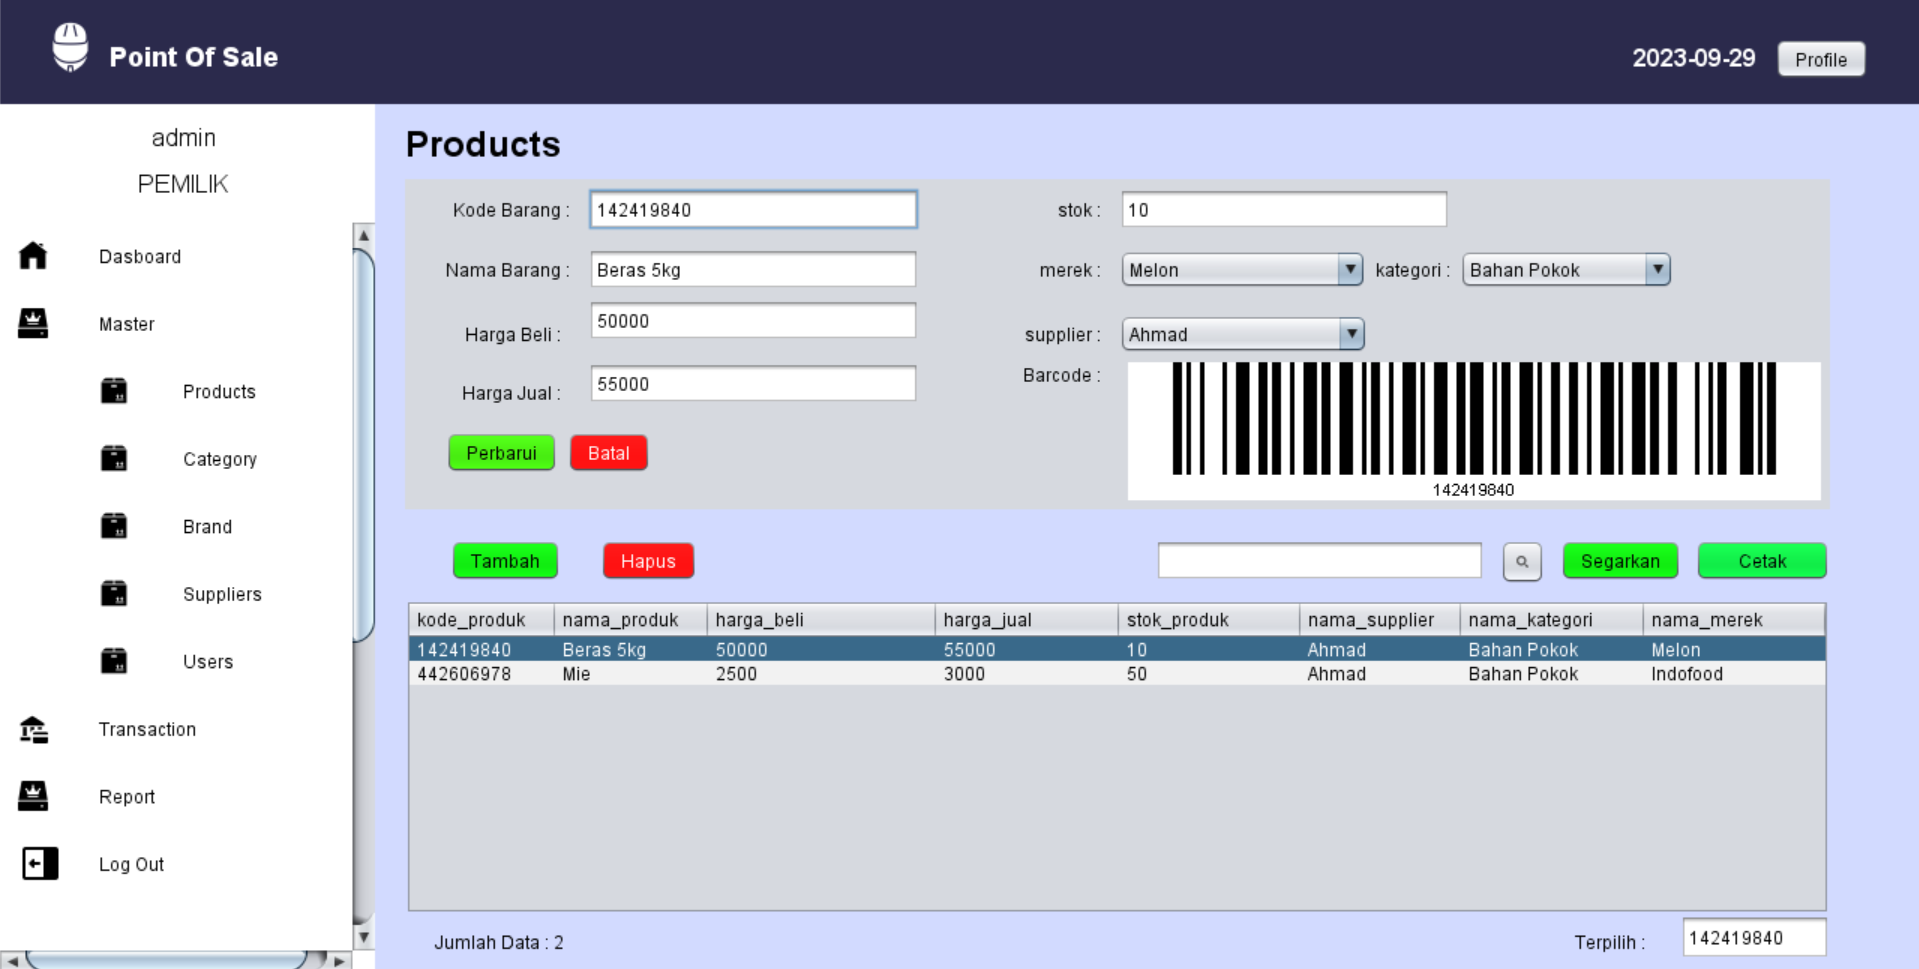 Point Of Sale
2023-09-29 Profile
admin
PEMILIK
Dasboard
Master
Products
Category
Brand
Suppliers
Users
Transaction
Report
Log Out
Products
Kode Barang : 142419840
Nama Barang : Beras 5kg
Harga Beli : 50000
Harga Jual : 55000
Perbarui Batal
stok : 10
merek : Melon kategori : Bahan Pokok
supplier : Ahmad
Barcode :
142419840
Tambah Hapus Segarkan Cetak
kode_produk nama_produk harga_beli harga_jual stok_produk nama_supplier nama_kategori nama_merek
142419840 Beras 5kg 50000 55000 10 Ahmad Bahan Pokok Melon
442606978 Mie 2500 3000 50 Ahmad Bahan Pokok Indofood
Jumlah Data : 2 Terpilih : 142419840